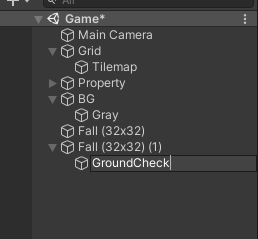 All
Game*
Main Camera
Grid
Tilemap
Property
BG
Gray
Fall (32x32)
Fall (32x32) (1)
GroundCheck